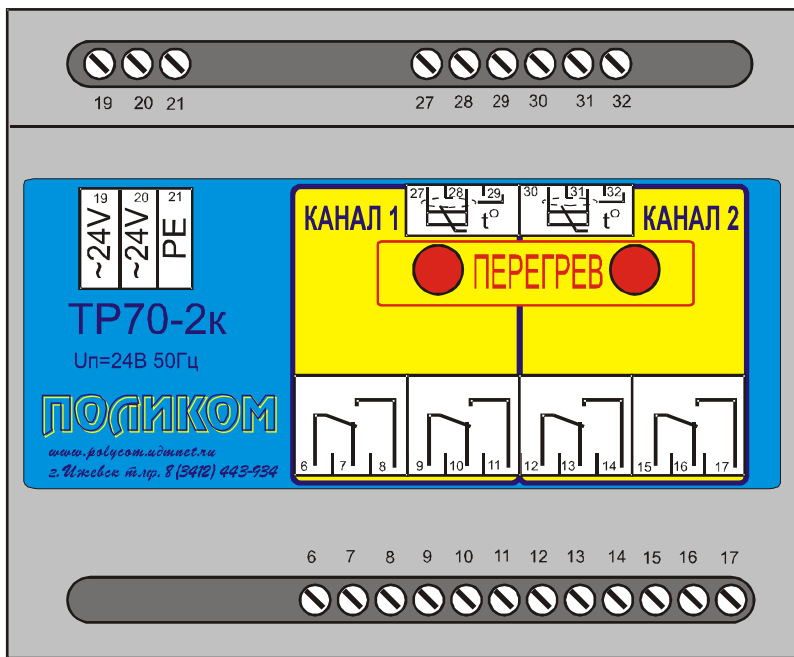 19 20 21 27 28 29 30 31 32
19 20 21
~24V ~24V PE
27 28 29 30 31 32
t° t°
КАНАЛ 1 КАНАЛ 2
ПЕРЕГРЕВ
ТР70-2к
Uп=24В 50Гц
ПОЛИКОМ
www.polycom.udmnet.ru
г.Ижевск тлф. 8 (3412) 443-934
6 7 8 9 10 11 12 13 14 15 16 17
6 7 8 9 10 11 12 13 14 15 16 17